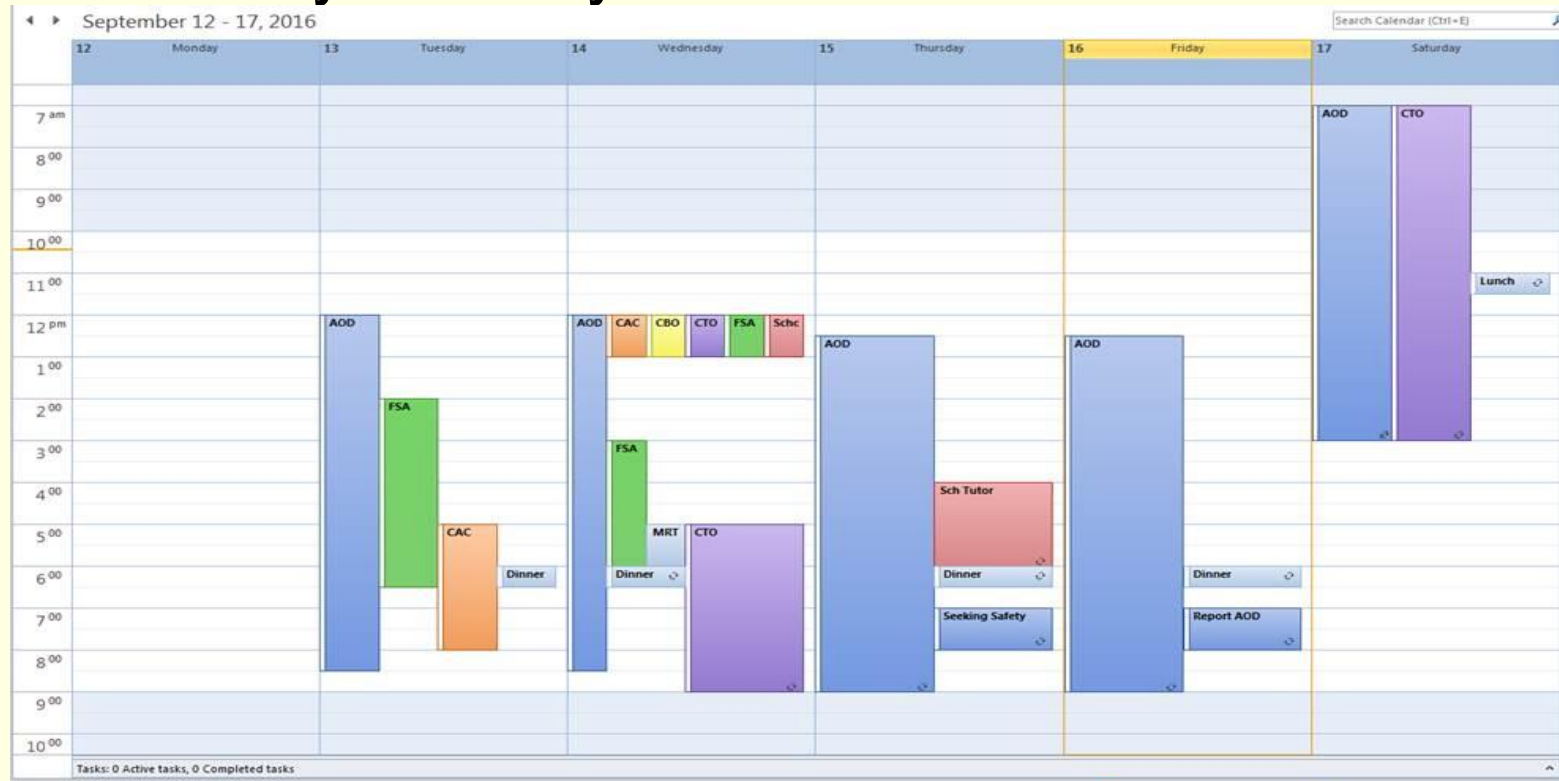 September 12 - 17, 2016
Search Calendar (Ctrl+E)
12 Monday 13 Tuesday 14 Wednesday 15 Thursday 16 Friday 17 Saturday
7 am
AOD CTO
8 00
9 00
10 00
11 00
Lunch
12 pm
AOD AOD CAC CBO CTO FSA Schc
AOD AOD
1 00
2 00
FSA
3 00
FSA
4 00
Sch Tutor
5 00
CAC MRT CTO
6 00
Dinner Dinner Dinner Dinner
7 00
Seeking Safety Report AOD
8 00
9 00
10 00
Tasks: 0 Active tasks, 0 Completed tasks